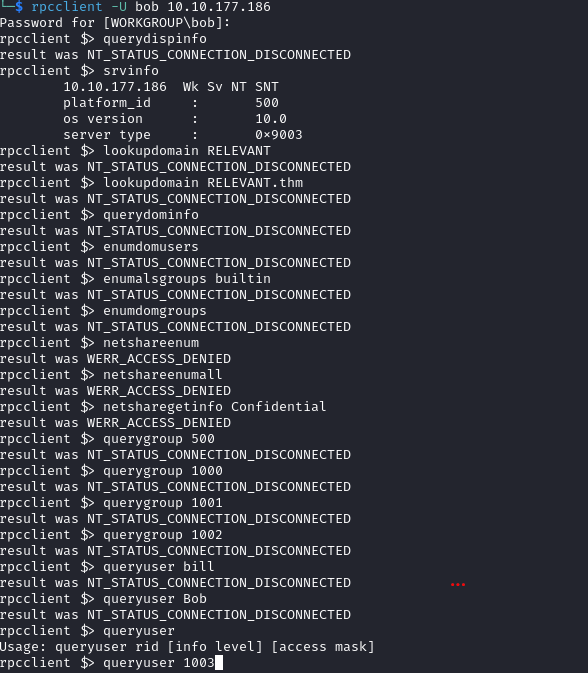 └─$ rpcclient -U bob 10.10.177.186
Password for [WORKGROUP\bob]:
rpcclient $> querydispinfo
result was NT_STATUS_CONNECTION_DISCONNECTED
rpcclient $> srvinfo
        10.10.177.186  Wk Sv NT SNT
        platform_id     :       500
        os version      :       10.0
        server type     :       0x9003
rpcclient $> lookupdomain RELEVANT
result was NT_STATUS_CONNECTION_DISCONNECTED
rpcclient $> lookupdomain RELEVANT.thm
result was NT_STATUS_CONNECTION_DISCONNECTED
rpcclient $> querydominfo
result was NT_STATUS_CONNECTION_DISCONNECTED
rpcclient $> enumdomusers
result was NT_STATUS_CONNECTION_DISCONNECTED
rpcclient $> enumalsgroups builtin
result was NT_STATUS_CONNECTION_DISCONNECTED
rpcclient $> enumdomgroups
result was NT_STATUS_CONNECTION_DISCONNECTED
rpcclient $> netshareenum
result was WERR_ACCESS_DENIED
rpcclient $> netshareenumall
result was WERR_ACCESS_DENIED
rpcclient $> netsharegetinfo Confidential
result was WERR_ACCESS_DENIED
rpcclient $> querygroup 500
result was NT_STATUS_CONNECTION_DISCONNECTED
rpcclient $> querygroup 1000
result was NT_STATUS_CONNECTION_DISCONNECTED
rpcclient $> querygroup 1001
result was NT_STATUS_CONNECTION_DISCONNECTED
rpcclient $> querygroup 1002
result was NT_STATUS_CONNECTION_DISCONNECTED
rpcclient $> queryuser bill
result was NT_STATUS_CONNECTION_DISCONNECTED ...
rpcclient $> queryuser Bob
result was NT_STATUS_CONNECTION_DISCONNECTED
rpcclient $> queryuser
Usage: queryuser rid [info level] [access mask]
rpcclient $> queryuser 1003